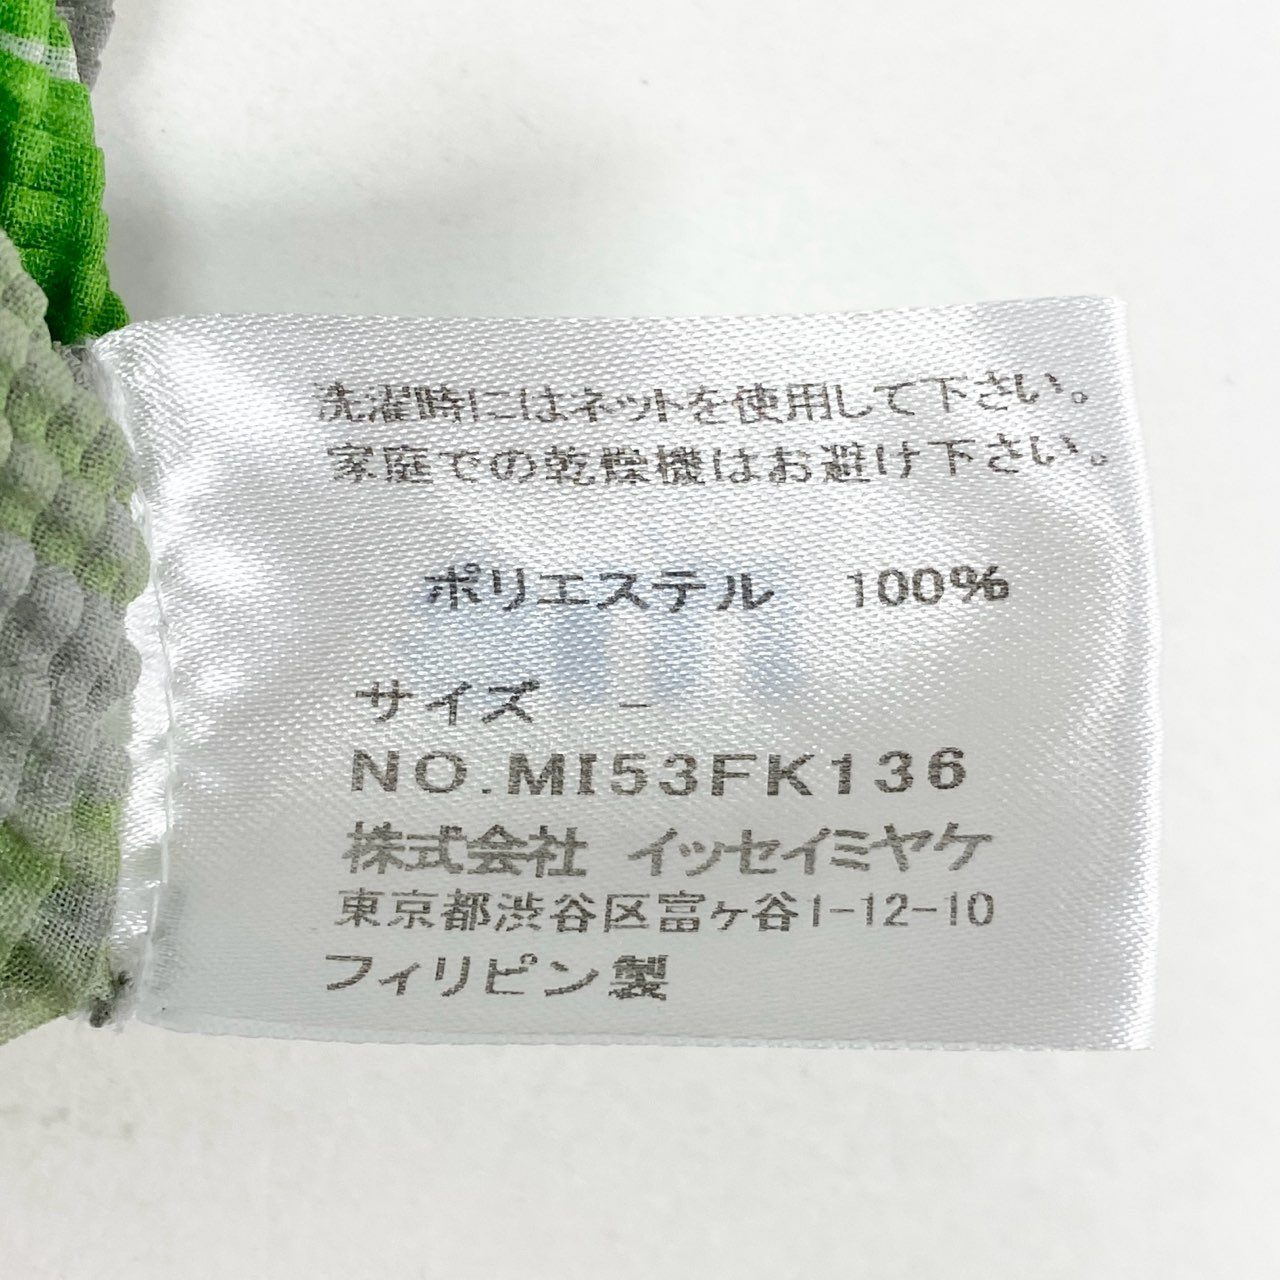 洗濯時にはネットを使用して下さい。
家庭での乾燥機はお避け下さい。
ポリエステル 100%
サイズ -
NO.MI53FK136
株式会社 イッセイミヤケ
東京都渋谷区富ヶ谷1-12-10
フィリピン製